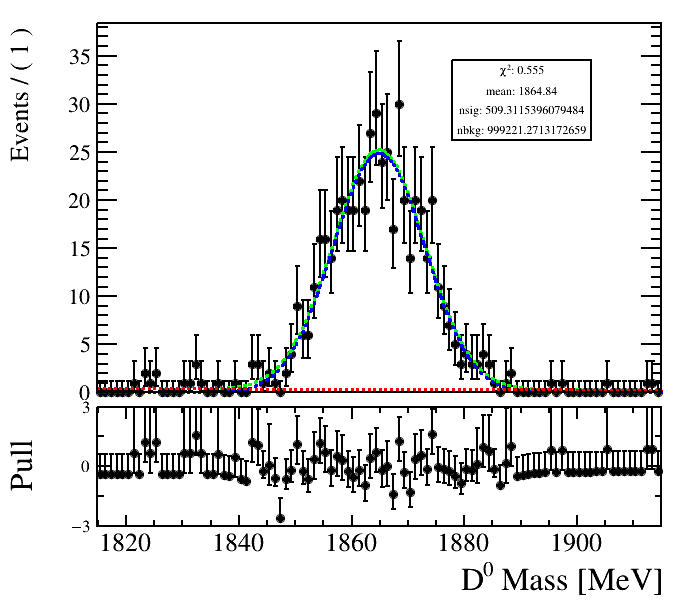 Events / ( 1 )
35
30
25
20
15
10
5
0
χ²: 0.555
mean: 1864.84
nsig: 509.3115396079484
nbkg: 999221.2713172659
Pull
3
0
−3
1820 1840 1860 1880 1900
D⁰ Mass [MeV]